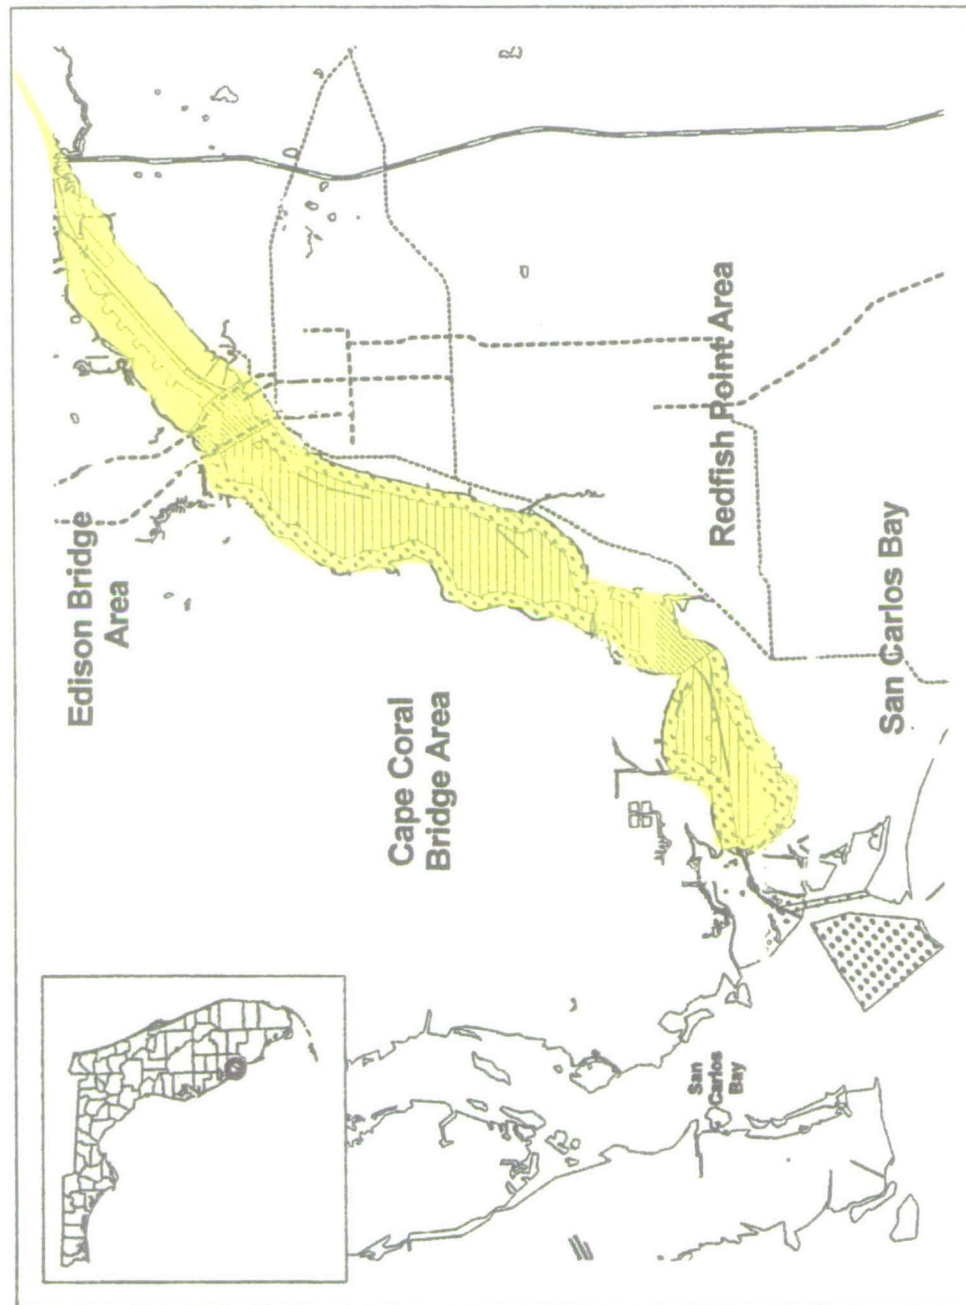 Edison Bridge
Area
Cape Coral
Bridge Area
Redfish Point Area
San Carlos Bay
San
Carlos
Bay